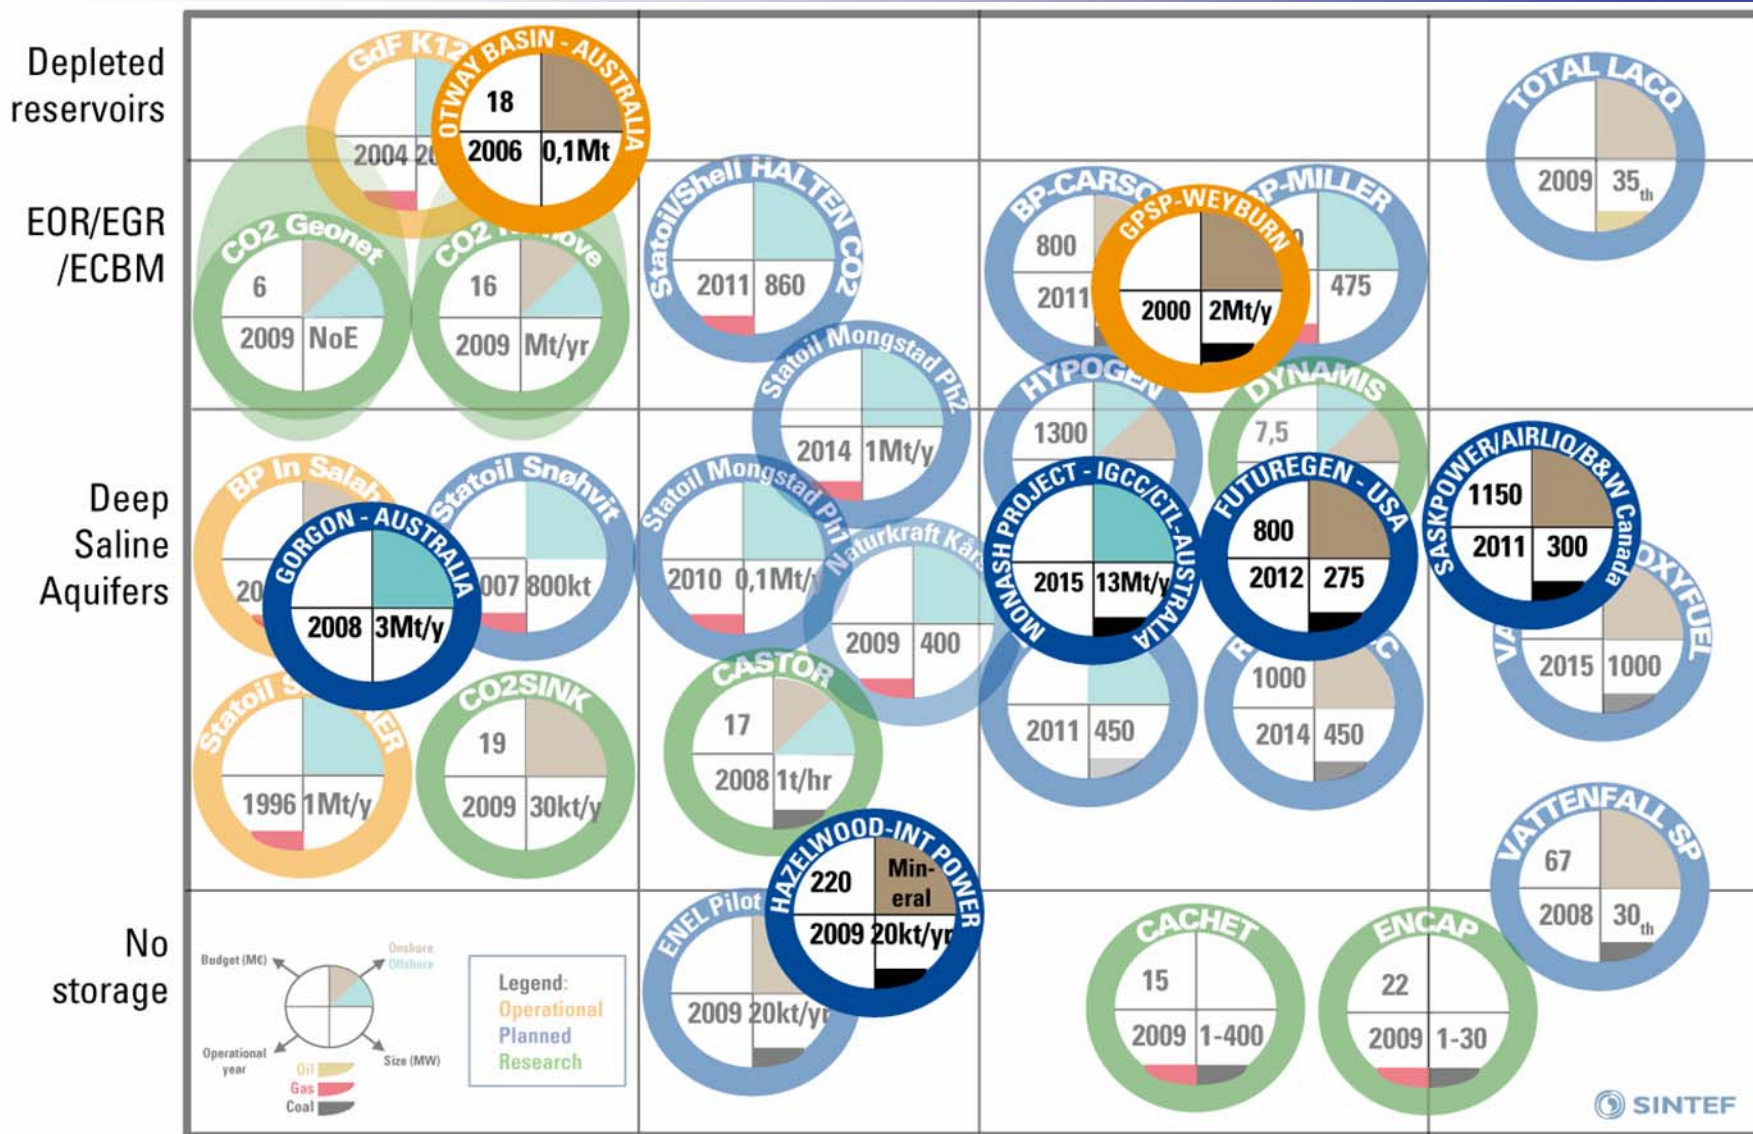 Depleted
reservoirs
EOR/EGR
/ECBM
Deep
Saline
Aquifers
No
storage
GdF K12
2004
OTWAY BASIN - AUSTRALIA
18
2006 0,1Mt
CO2 Geonet
6
2009 NoE
CO2
16
2009 Mt/yr
Statoil/Shell HALTEN CO2
2011 860
Statoil Mongstad Ph2
2014 1Mt/y
BP-CARSO
800
2011
GPSP-WEYBURN
2000 2Mt/y
BP-MILLER
475
TOTAL LACQ
2009 35th
HYPOGEN
1300
DYNAMIS
7,5
BP In Salah
20
GORGON - AUSTRALIA
2008 3Mt/y
Statoil Snøhvit
007 800kt
Statoil Mongstad Ph1
2010 0,1Mt/y
Naturkraft Kårs
2009 400
MONASH PROJECT - IGCC/CTL-AUSTRALIA
2015 13Mt/y
FUTUREGEN - USA
800
2012 275
SASKPOWER/AIRLIQ/B&W Canada
1150
2011 300
OXYFUEL
2015 1000
Statoil
1996 1Mt/y
CO2SINK
19
2009 30kt/y
CASTOR
17
2008 1t/hr
2011 450
1000
2014 450
HAZELWOOD-INT POWER
220
Min-
eral
2009 20kt/yr
ENEL Pilot
2009 20kt/yr
VATTENFALL SP
67
2008 30th
CACHET
15
2009 1-400
ENCAP
22
2009 1-30
Budget (M€)
Onshore
Offshore
Operational
year
Size (MW)
Oil
Gas
Coal
Legend:
Operational
Planned
Research
SINTEF